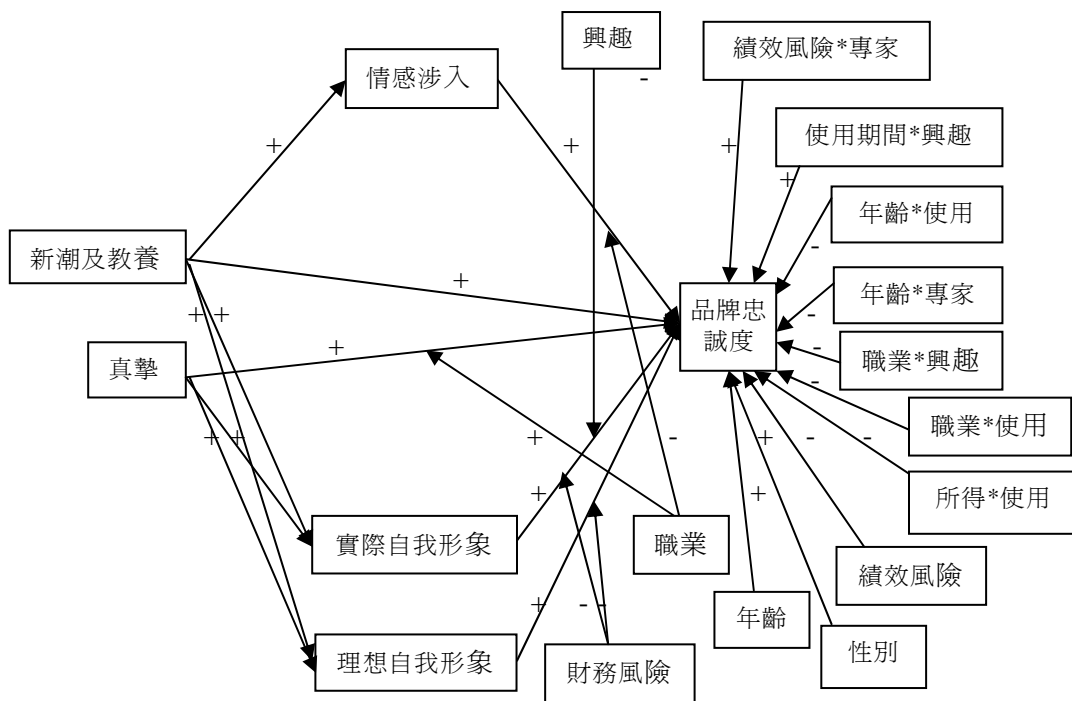 興趣
-
績效風險*專家
情感涉入
使用期間*興趣
+
+
+
+
年齡*使用
新潮及教養
-
年齡*專家
+
品牌忠
誠度
-
+ +
真摯
+
-
職業*興趣
-
職業*使用
+ +
+
-
+
-
-
+
+
所得*使用
實際自我形象
職業
績效風險
+
- -
年齡
性別
理想自我形象
財務風險